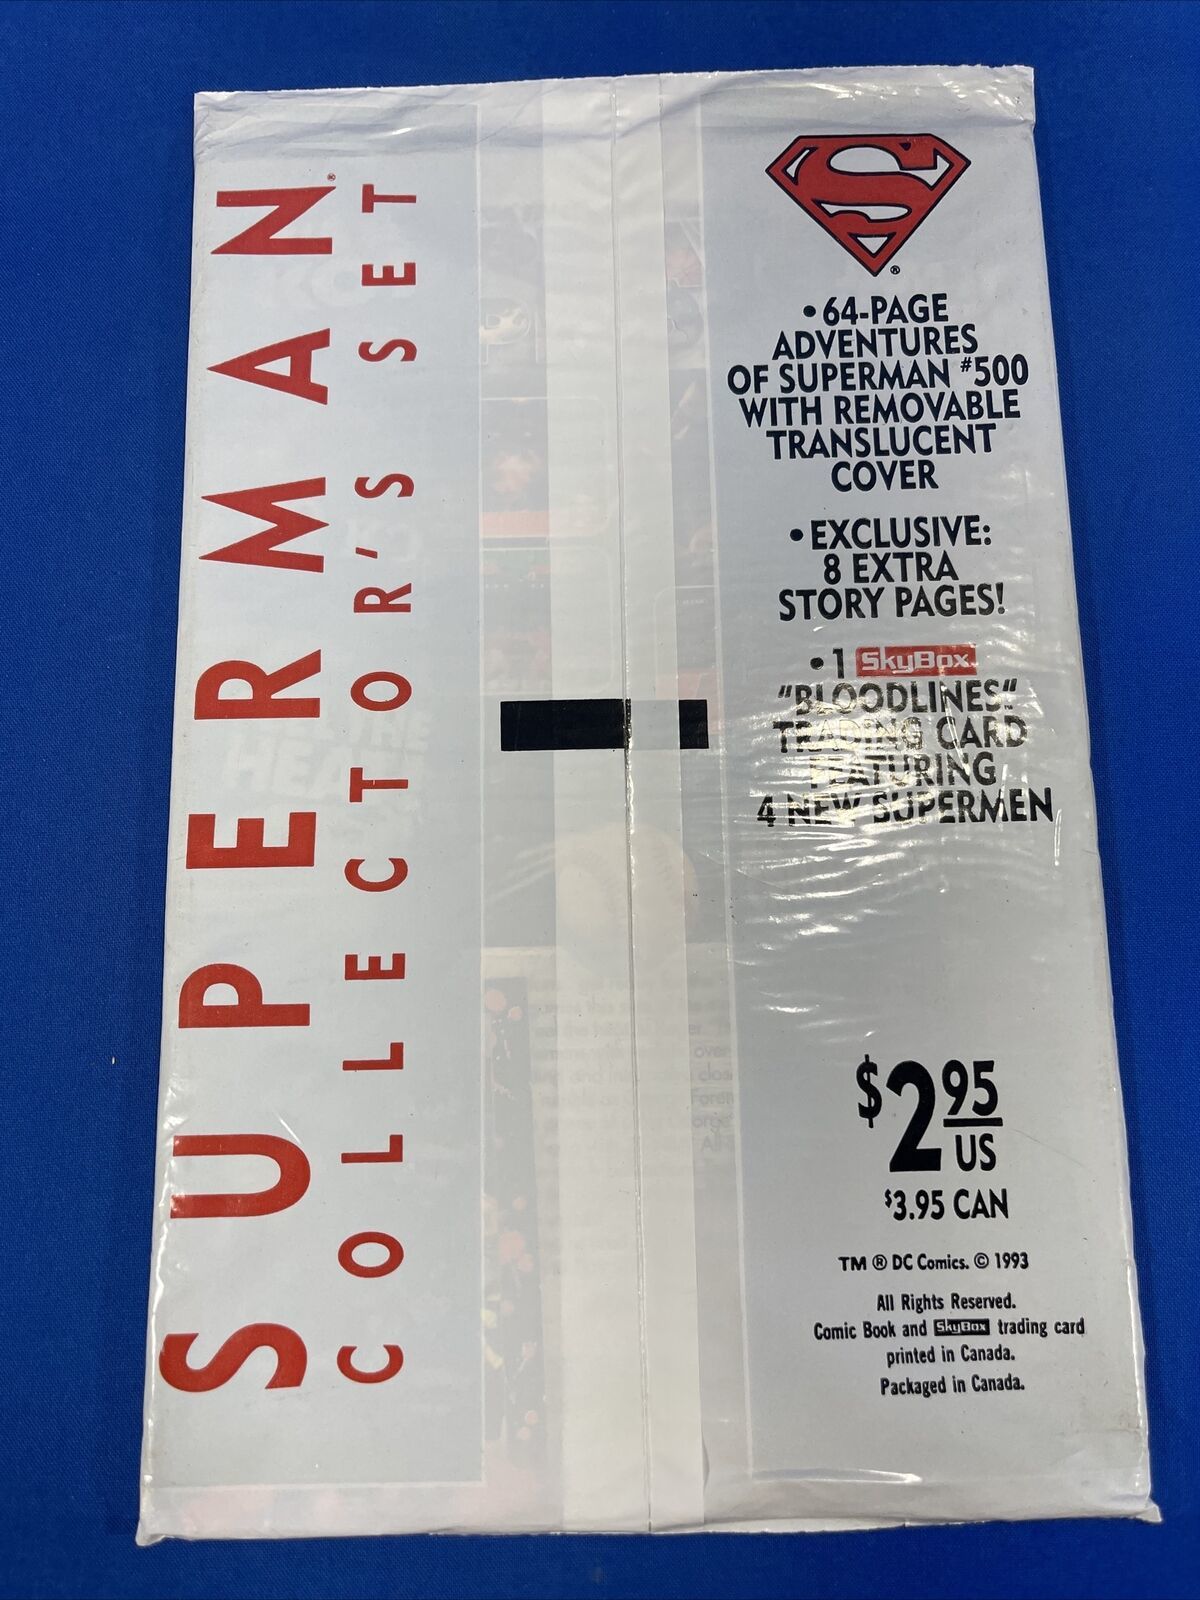 SUPERMAN®
COLLECTOR'S SET
S
®
• 64-PAGE
ADVENTURES
OF SUPERMAN #500
WITH REMOVABLE
TRANSLUCENT
COVER
• EXCLUSIVE:
8 EXTRA
STORY PAGES!
• 1 SkyBox
"BLOODLINES"
TRADING CARD
FEATURING
4 NEW SUPERMEN
$2.95
US
$3.95 CAN
TM ® DC Comics. © 1993
All Rights Reserved.
Comic Book and SkyBox trading card
printed in Canada.
Packaged in Canada.